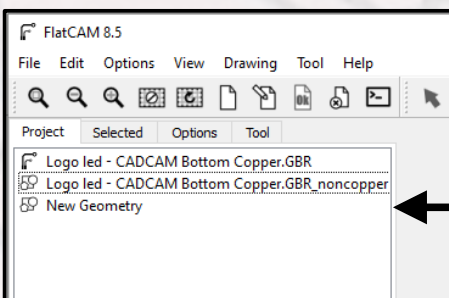 FlatCAM 8.5
File Edit Options View Drawing Tool Help
Ok
Project Selected Options Tool
Logo led - CADCAM Bottom Copper.GBR
Logo led - CADCAM Bottom Copper.GBR_noncopper
New Geometry